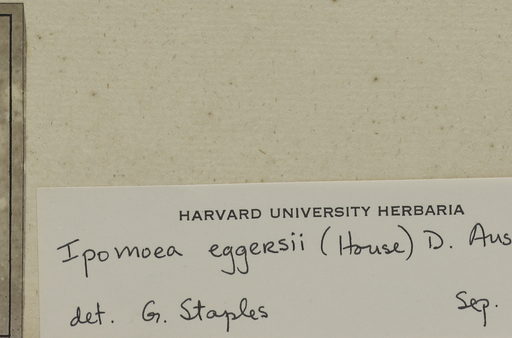 HARVARD UNIVERSITY HERBARIA
Ipomoea eggersii (House) D. Aus
det. G. Staples Sep.